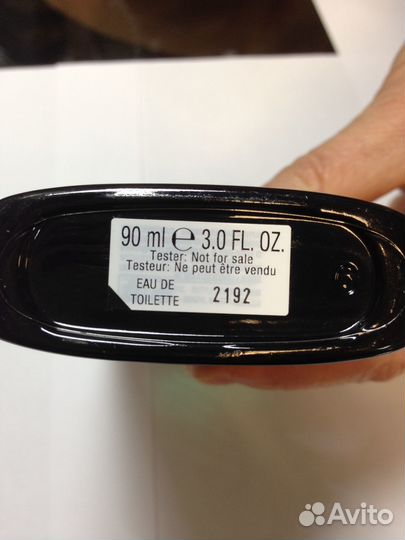 90 ml ℮ 3.0 FL. OZ.
Tester: Not for sale
Testeur: Ne peut être vendu
EAU DE
TOILETTE 2192
Avito